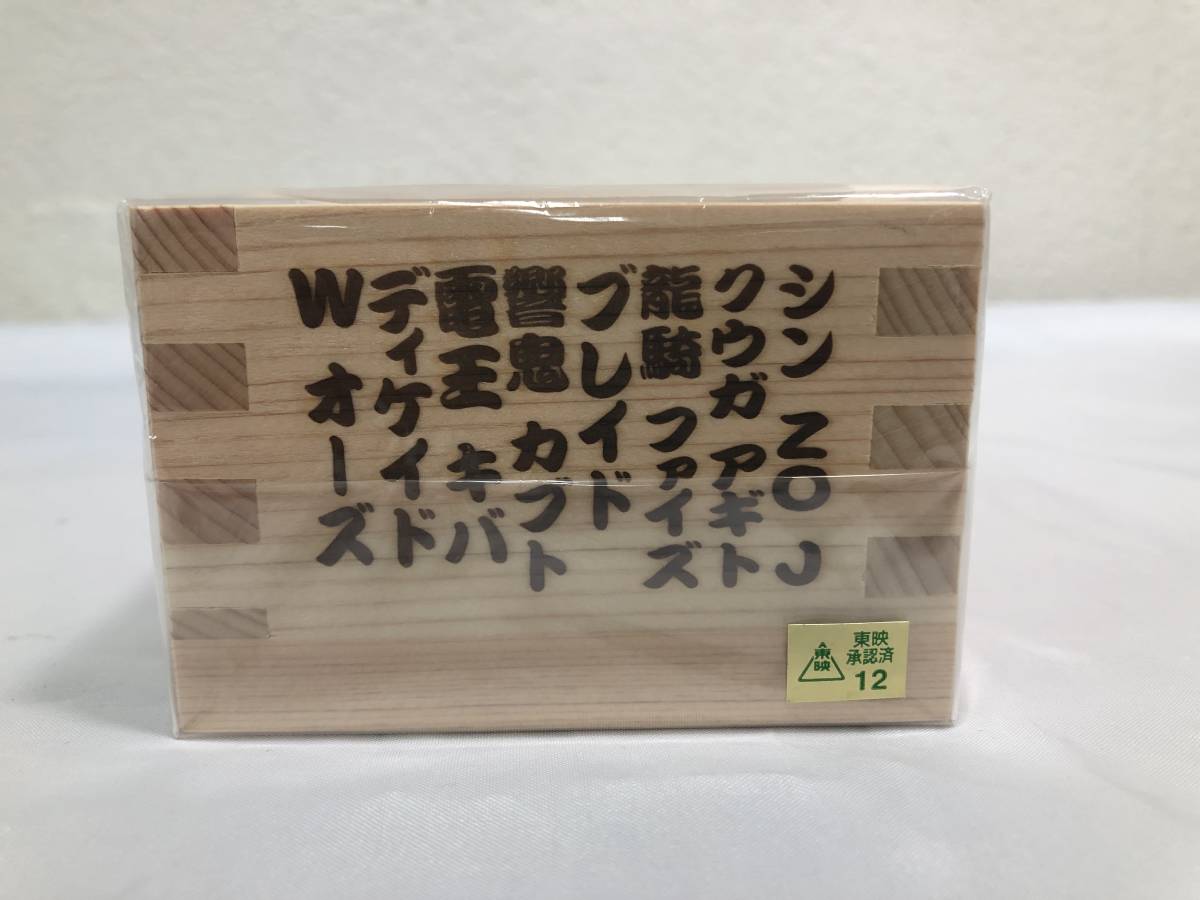 シン ZO J
クウガ アギト
龍騎 ファイズ
ブレイド
響鬼 カブト
電王 キバ
ディケイド
W オーズ
東映
東映
承認済
12